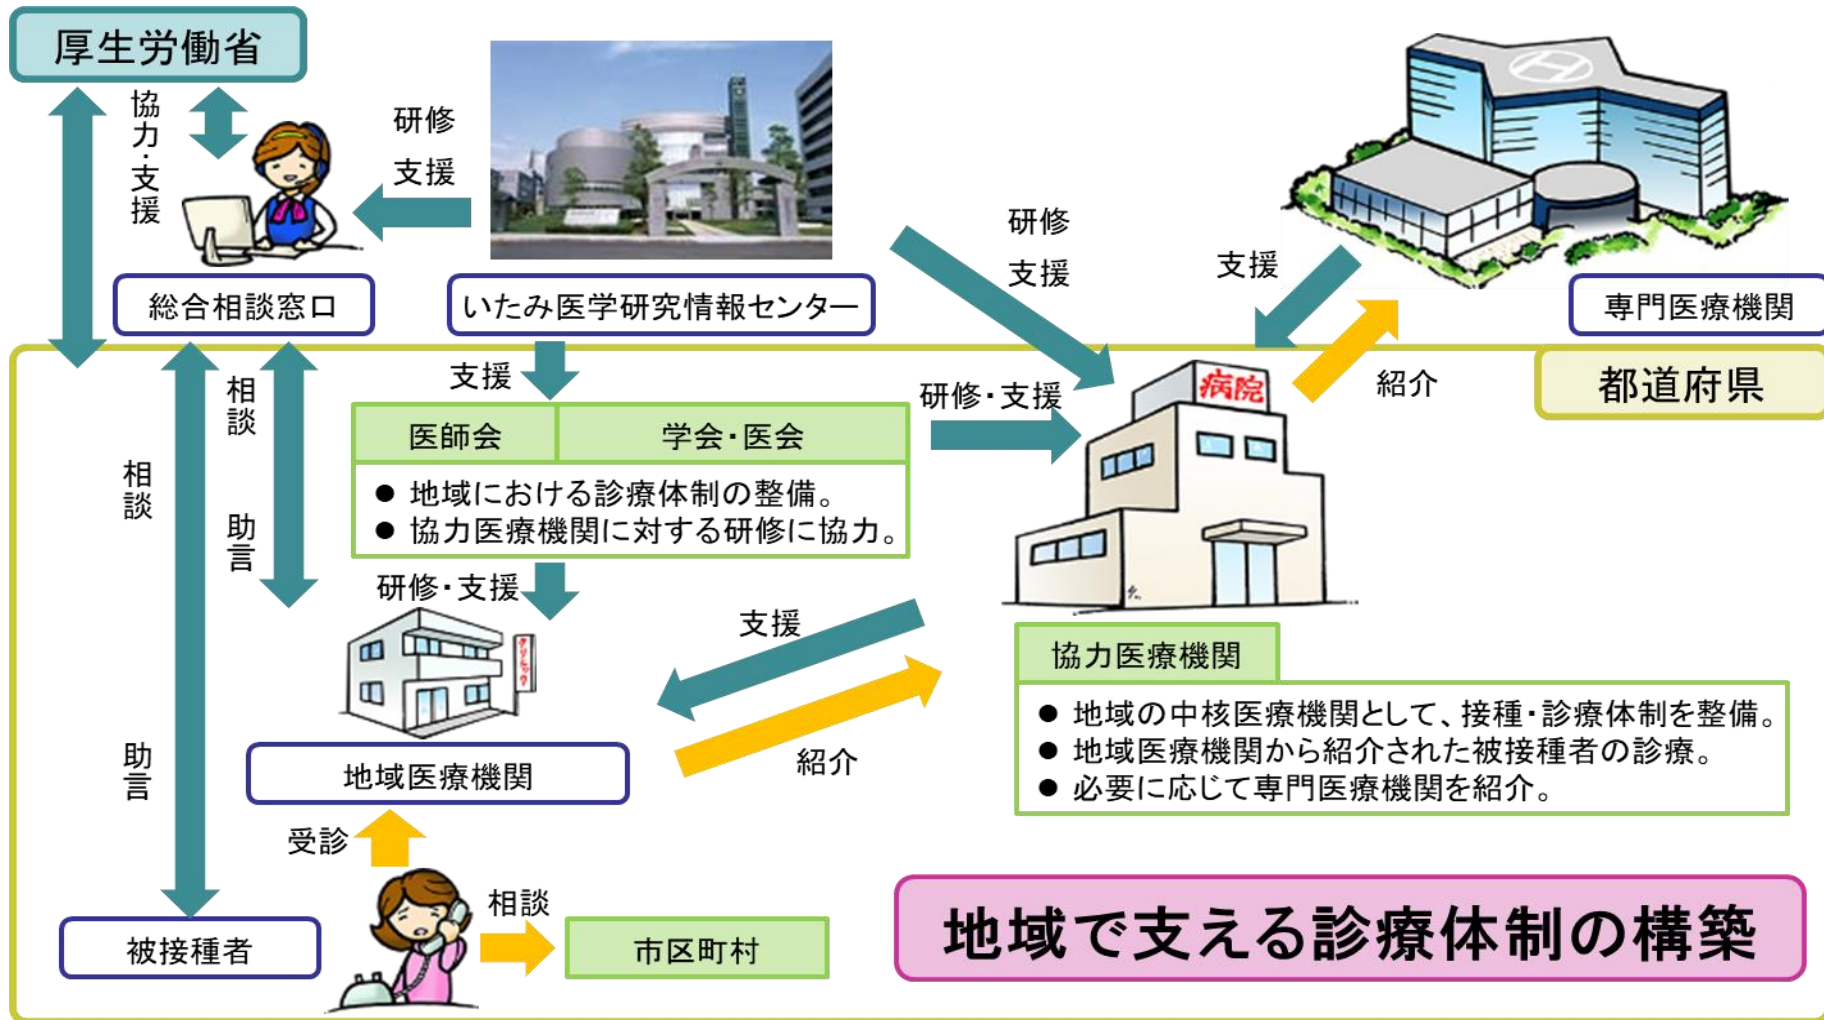 厚生労働省
協力・支援
研修
支援
総合相談窓口
いたみ医学研究情報センター
研修
支援
支援
紹介
専門医療機関
都道府県
相談
助言
相談
助言
支援
医師会
学会・医会
● 地域における診療体制の整備。
● 協力医療機関に対する研修に協力。
研修・支援
病院
研修・支援
クリニック
地域医療機関
支援
紹介
協力医療機関
● 地域の中核医療機関として、接種・診療体制を整備。
● 地域医療機関から紹介された被接種者の診療。
● 必要に応じて専門医療機関を紹介。
受診
被接種者
相談
市区町村
地域で支える診療体制の構築